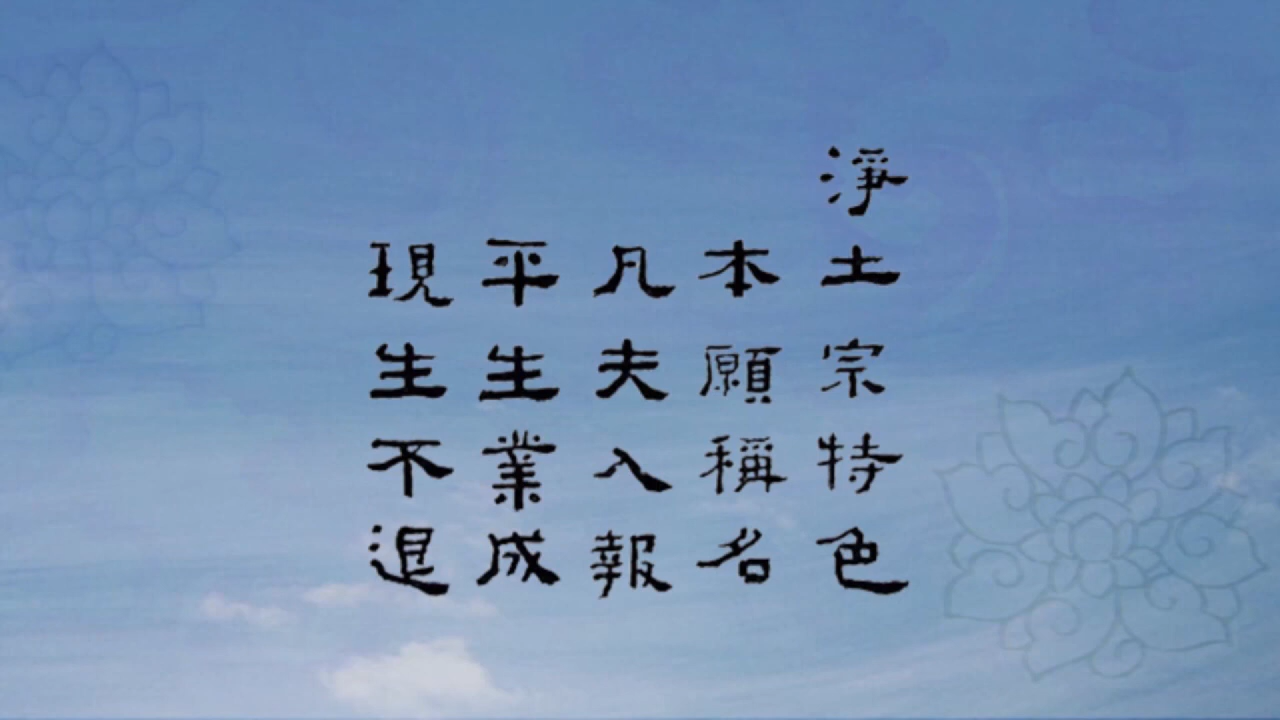 淨土宗特色
本願稱名
凡夫入報
平生業成
現生不退